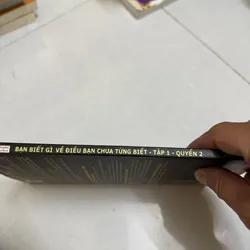 BẠN BIẾT GÌ VỀ ĐIỀU BẠN CHƯA TỪNG BIẾT - TẬP 1 - QUYỂN 2